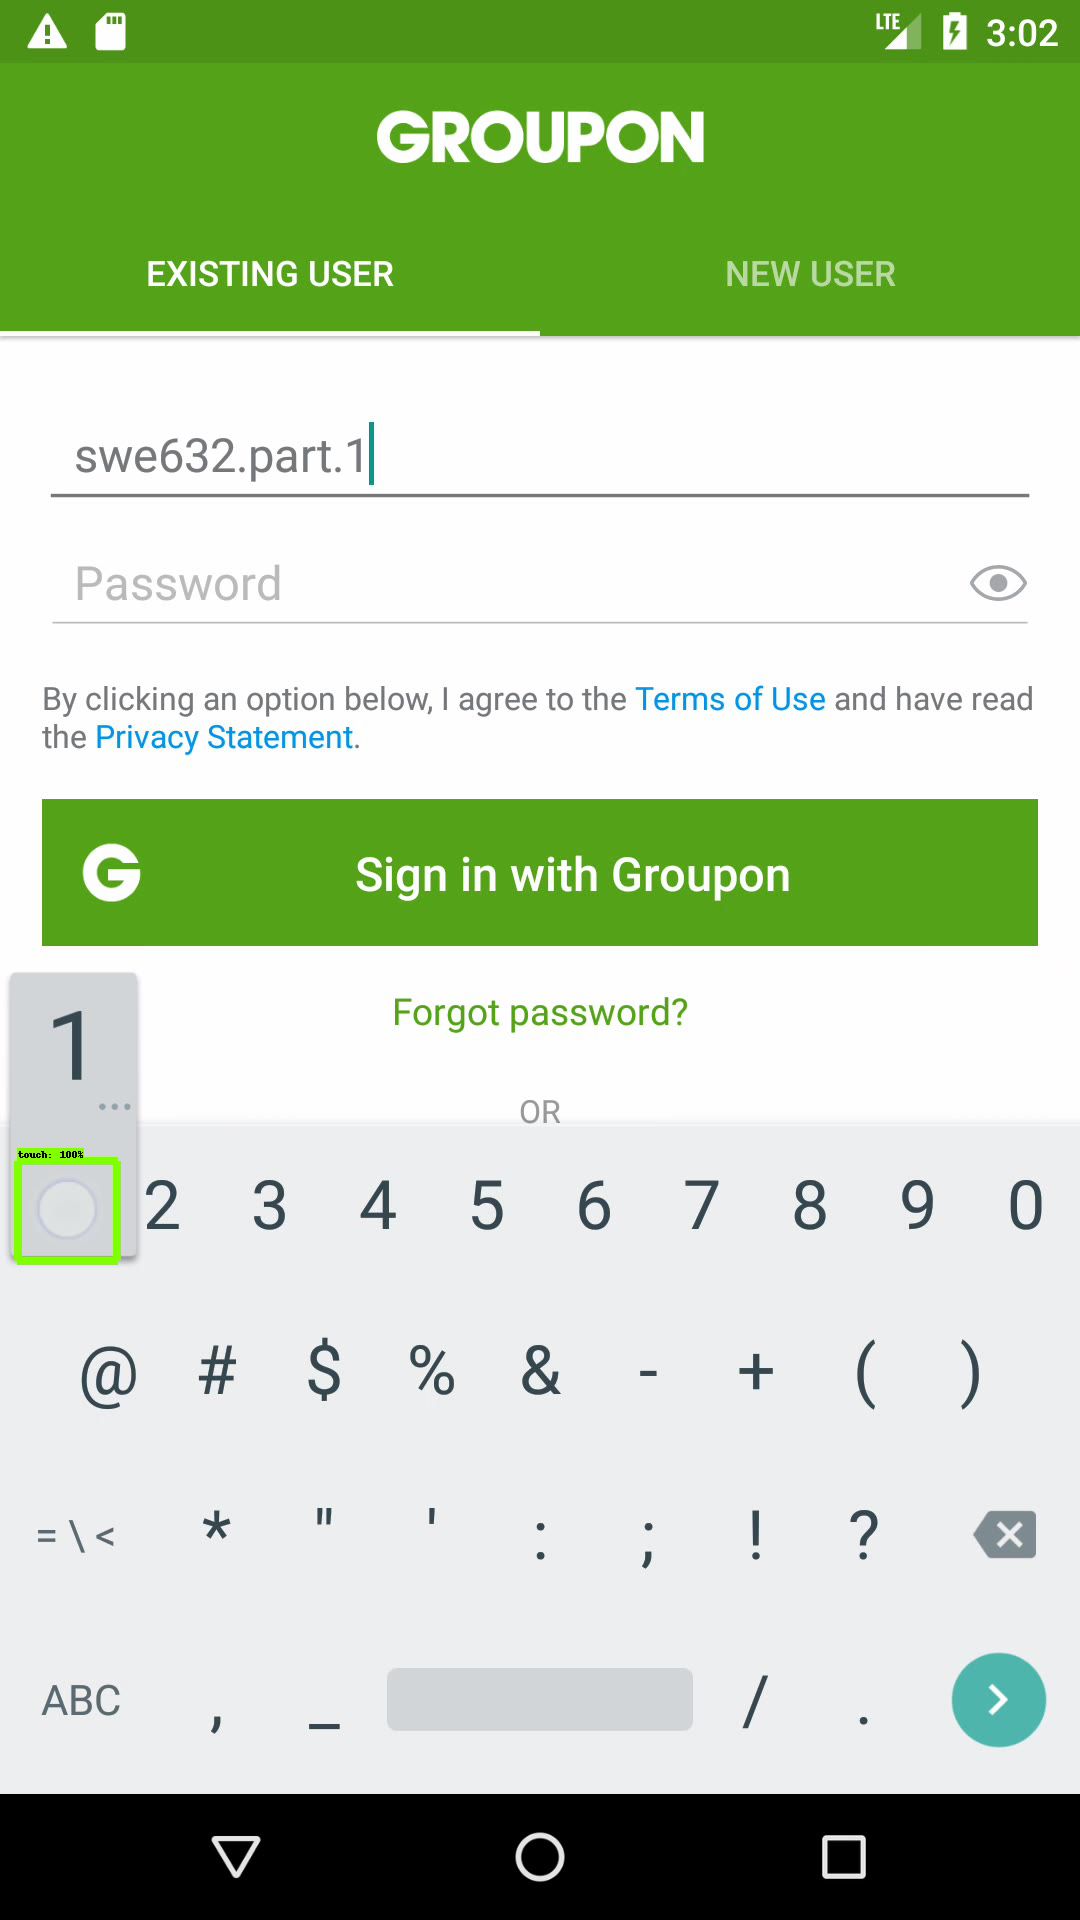 LTE 3:02
GROUPON
EXISTING USER NEW USER
swe632.part.1
Password
By clicking an option below, I agree to the Terms of Use and have read
the Privacy Statement.
G Sign in with Groupon
Forgot password?
1
...
OR
touch: 100%
2 3 4 5 6 7 8 9 0
@ # $ % & - + ( )
= \ < * " ' : ; ! ?
ABC , _ / .